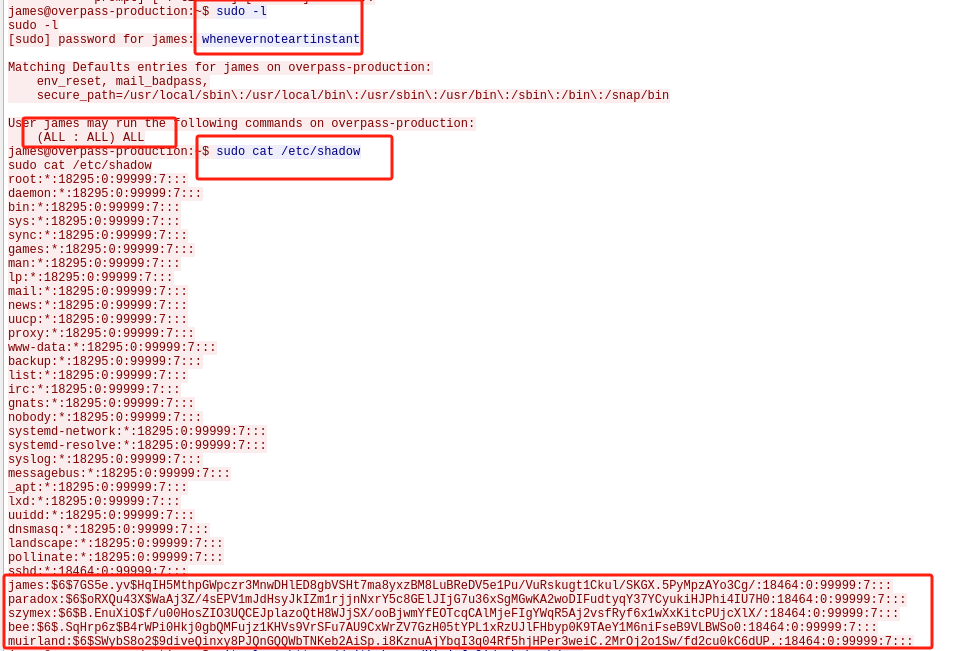 james@overpass-production:~$ sudo -l
sudo -l
[sudo] password for james: whenevernoteartinstant
Matching Defaults entries for james on overpass-production:
env_reset, mail_badpass,
secure_path=/usr/local/sbin\:/usr/local/bin\:/usr/sbin\:/usr/bin\:/sbin\:/bin\:/snap/bin
User james may run the following commands on overpass-production:
(ALL : ALL) ALL
james@overpass-production:~$ sudo cat /etc/shadow
sudo cat /etc/shadow
root:*:18295:0:99999:7:::
daemon:*:18295:0:99999:7:::
bin:*:18295:0:99999:7:::
sys:*:18295:0:99999:7:::
sync:*:18295:0:99999:7:::
games:*:18295:0:99999:7:::
man:*:18295:0:99999:7:::
lp:*:18295:0:99999:7:::
mail:*:18295:0:99999:7:::
news:*:18295:0:99999:7:::
uucp:*:18295:0:99999:7:::
proxy:*:18295:0:99999:7:::
www-data:*:18295:0:99999:7:::
backup:*:18295:0:99999:7:::
list:*:18295:0:99999:7:::
irc:*:18295:0:99999:7:::
gnats:*:18295:0:99999:7:::
nobody:*:18295:0:99999:7:::
systemd-network:*:18295:0:99999:7:::
systemd-resolve:*:18295:0:99999:7:::
syslog:*:18295:0:99999:7:::
messagebus:*:18295:0:99999:7:::
_apt:*:18295:0:99999:7:::
lxd:*:18295:0:99999:7:::
uuidd:*:18295:0:99999:7:::
dnsmasq:*:18295:0:99999:7:::
landscape:*:18295:0:99999:7:::
pollinate:*:18295:0:99999:7:::
sshd:*:18464:0:99999:7:::
james:$6$7GS5e.yv$HqIH5MthpGWpczr3MnwDHlED8gbVSHt7ma8yxzBM8LuBReDV5e1Pu/VuRskugt1Ckul/SKGX.5PyMpzAYo3Cg/:18464:0:99999:7:::
paradox:$6$oRXQu43X$WaAj3Z/4sEPV1mJdHsyJkIZm1rjjnNxrY5c8GElJIjG7u36xSgMGwKA2woDIFudtyqY37YCyukiHJPhi4IU7H0:18464:0:99999:7:::
szymex:$6$B.EnuXiO$f/u00HosZIO3UQCEJplazoQtH8WJjSX/ooBjwmYfEOTcqCAlMjeFIgYWqR5Aj2vsfRyf6x1wXxKitcPUjcXlX/:18464:0:99999:7:::
bee:$6$.SqHrp6z$B4rWPi0Hkj0gbQMFujz1KHVs9VrSFu7AU9CxWrZV7GzH05tYPL1xRzUJlFHbyp0K9TAeY1M6niFseB9VLBWSo0:18464:0:99999:7:::
muirland:$6$SWybS8o2$9diveQinxy8PJQnGQQWbTNKeb2AiSp.i8KznuAjYbqI3q04Rf5hjHPer3weiC.2MrOj2o1Sw/fd2cu0kC6dUP.:18464:0:99999:7:::